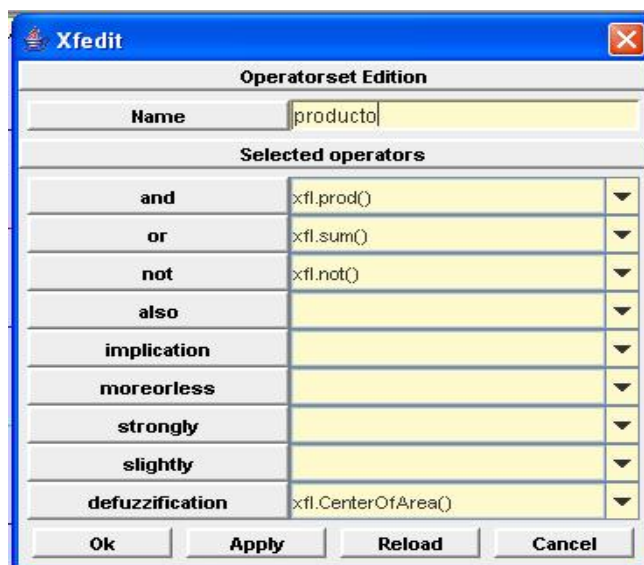 Xfedit
Operatorset Edition
Name producto
Selected operators
and xfl.prod()
or xfl.sum()
not xfl.not()
also
implication
moreorless
strongly
slightly
defuzzification xfl.CenterOfArea()
Ok Apply Reload Cancel